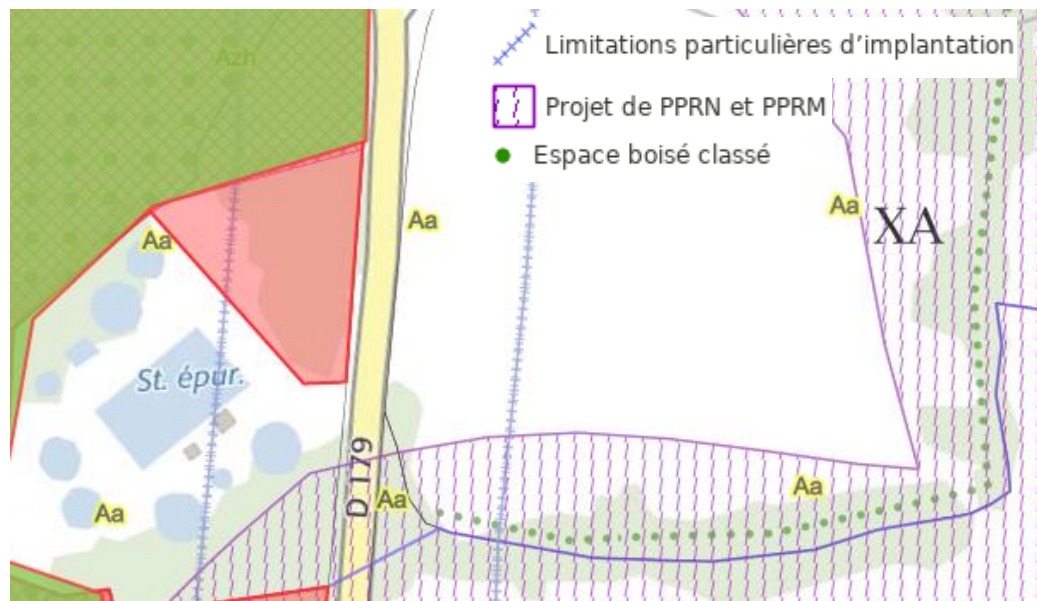 Azh
Limitations particulières d’implantation
Projet de PPRN et PPRM
Espace boisé classé
Aa
Aa
Aa
XA
St. épur.
D 179
Aa
Aa
Aa